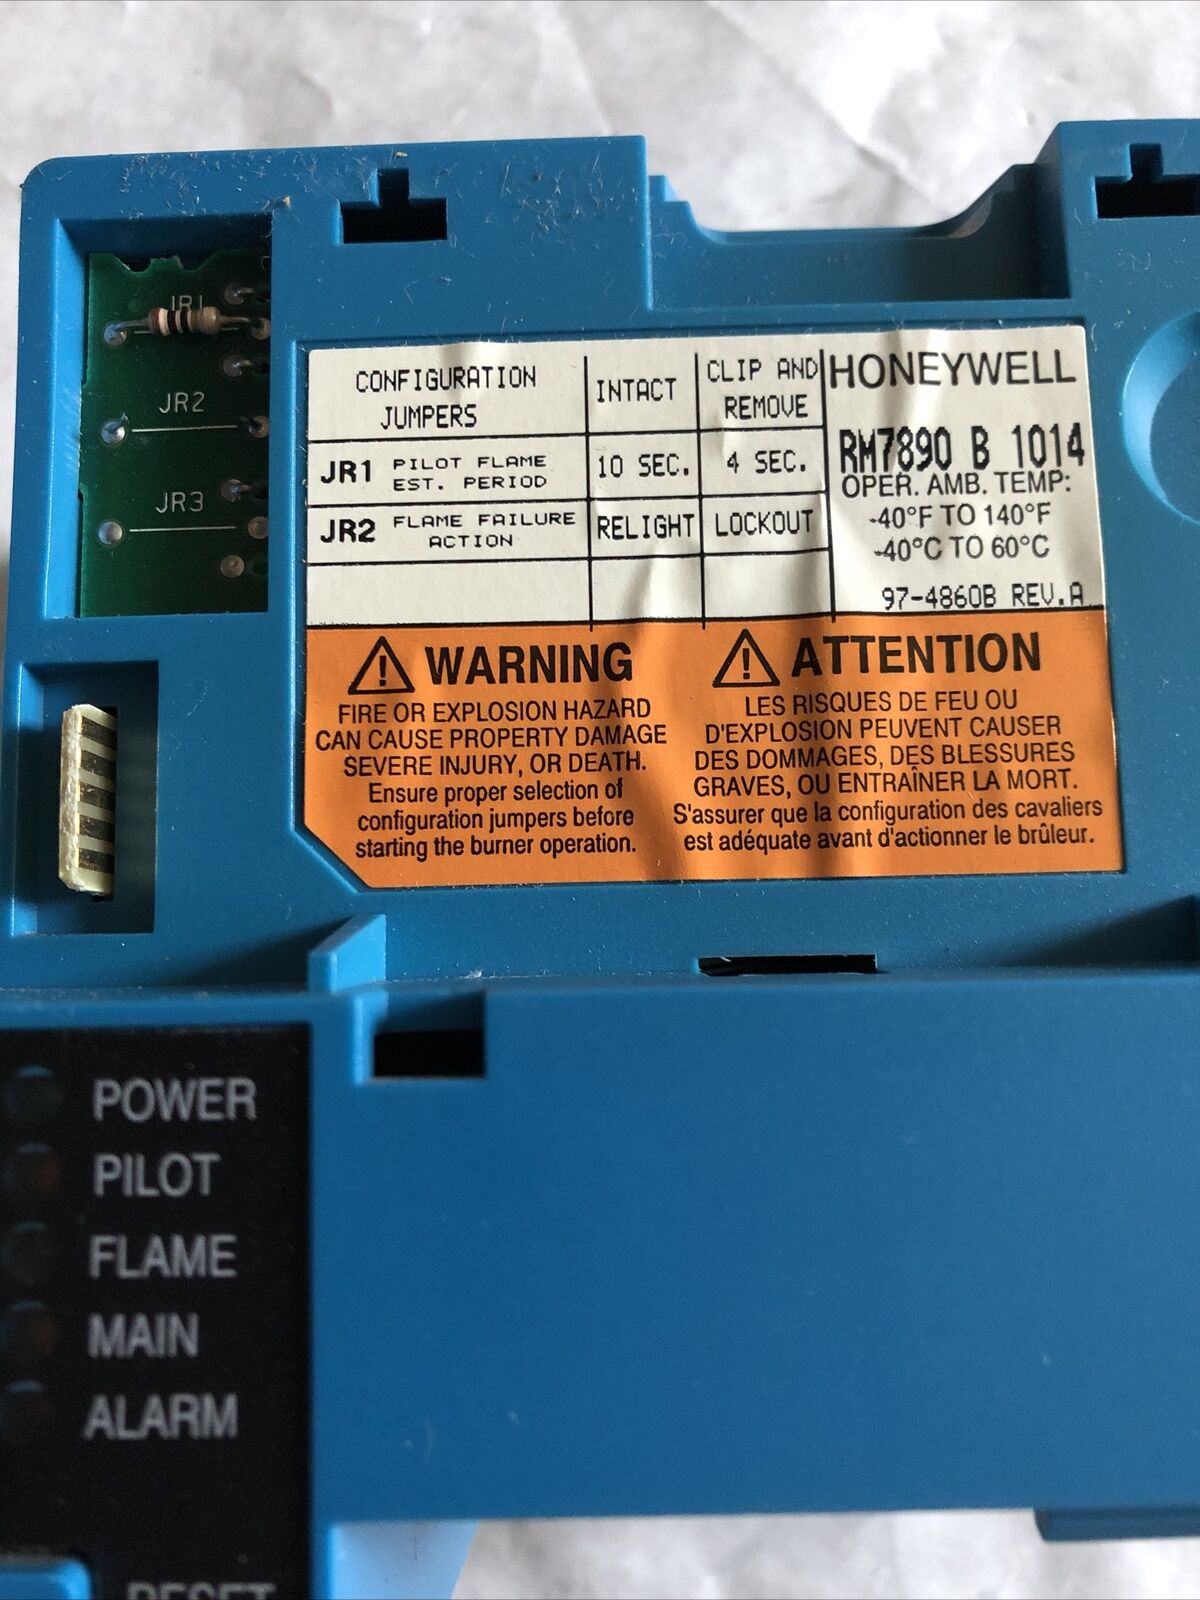 JR1
JR2
JR3
CONFIGURATION JUMPERS
INTACT
CLIP AND REMOVE
JR1 PILOT FLAME EST. PERIOD
10 SEC.
4 SEC.
JR2 FLAME FAILURE ACTION
RELIGHT
LOCKOUT
HONEYWELL
RM7890 B 1014
OPER. AMB. TEMP:
-40°F TO 140°F
-40°C TO 60°C
97-4860B REV.A
WARNING
FIRE OR EXPLOSION HAZARD
CAN CAUSE PROPERTY DAMAGE
SEVERE INJURY, OR DEATH.
Ensure proper selection of
configuration jumpers before
starting the burner operation.
ATTENTION
LES RISQUES DE FEU OU
D'EXPLOSION PEUVENT CAUSER
DES DOMMAGES, DES BLESSURES
GRAVES, OU ENTRAÎNER LA MORT.
S'assurer que la configuration des cavaliers
est adéquate avant d'actionner le brûleur.
POWER
PILOT
FLAME
MAIN
ALARM
RESET